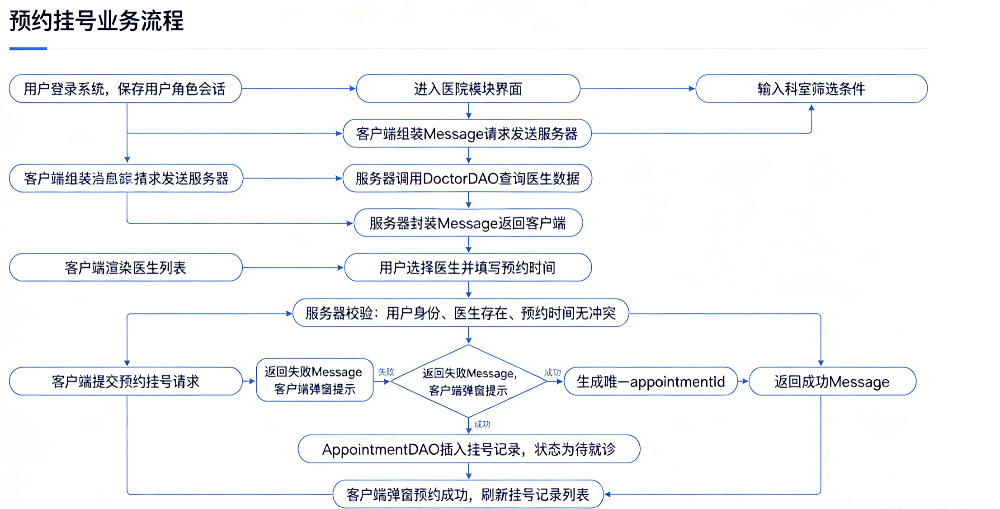 预约挂号业务流程
用户登录系统，保存用户角色会话
进入医院模块界面
输入科室筛选条件
客户端组装Message请求发送服务器
客户端组装消息请求发送服务器
服务器调用DoctorDAO查询医生数据
服务器封装Message返回客户端
客户端渲染医生列表
用户选择医生并填写预约时间
服务器校验：用户身份、医生存在、预约时间无冲突
客户端提交预约挂号请求
返回失败Message
客户端弹窗提示
失败
返回失败Message，
客户端弹窗提示
成功
生成唯一appointmentId
返回成功Message
成功
AppointmentDAO插入挂号记录，状态为待就诊
客户端弹窗预约成功，刷新挂号记录列表